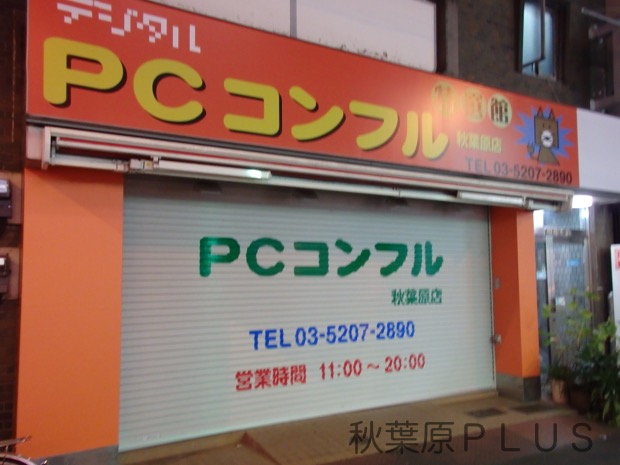 デジタル
PCコンフル
館
秋葉原店
TEL 03-5207-2890
PCコンフル
秋葉原店
TEL 03-5207-2890
営業時間 11:00～20:00
秋葉原PLUS